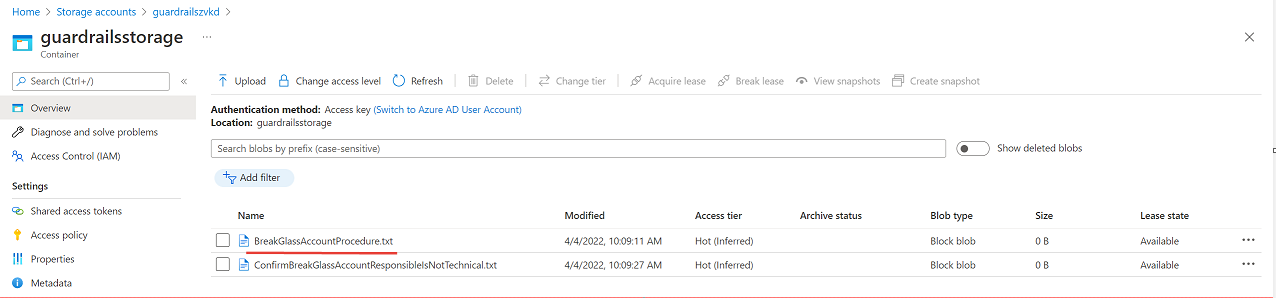 Home > Storage accounts > guardrailszvkd >
guardrailsstorage ...
Container
Search (Ctrl+/) «
Upload Change access level Refresh Delete Change tier Acquire lease Break lease View snapshots Create snapshot
Overview
Diagnose and solve problems
Access Control (IAM)
Settings
Shared access tokens
Access policy
Properties
Metadata
Authentication method: Access key (Switch to Azure AD User Account)
Location: guardrailsstorage
Search blobs by prefix (case-sensitive) Show deleted blobs
Add filter
Name Modified Access tier Archive status Blob type Size Lease state
BreakGlassAccountProcedure.txt 4/4/2022, 10:09:11 AM Hot (Inferred) Block blob 0 B Available ...
ConfirmBreakGlassAccountResponsibleIsNotTechnical.txt 4/4/2022, 10:09:27 AM Hot (Inferred) Block blob 0 B Available ...